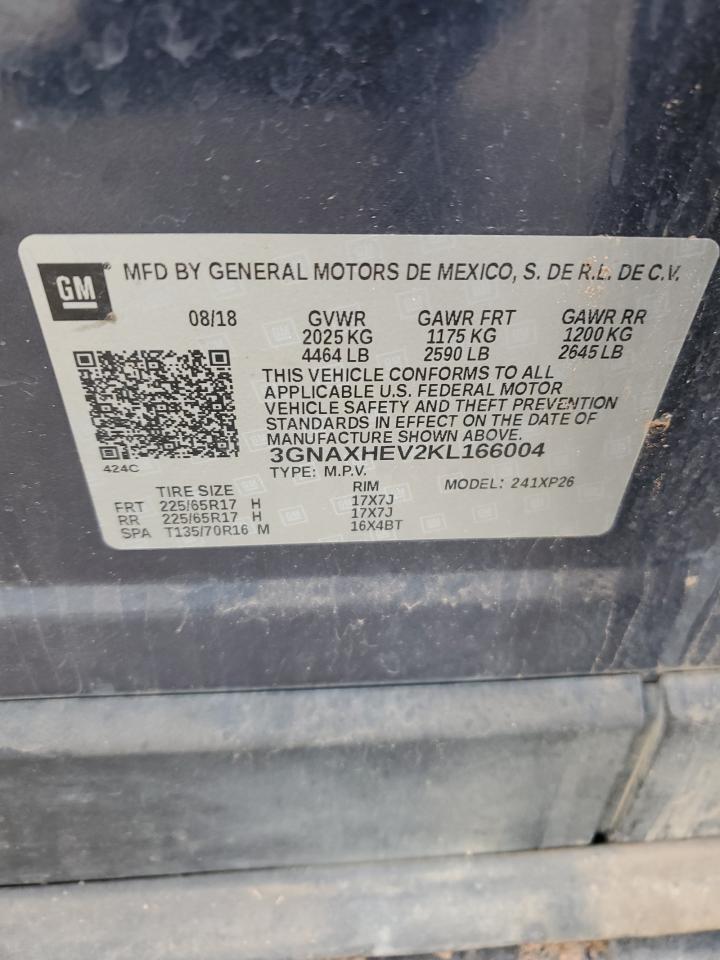 GM ® MFD BY GENERAL MOTORS DE MEXICO, S. DE R.L. DE C.V.
08/18 GVWR GAWR FRT GAWR RR
2025 KG 1175 KG 1200 KG
4464 LB 2590 LB 2645 LB
THIS VEHICLE CONFORMS TO ALL
APPLICABLE U.S. FEDERAL MOTOR
VEHICLE SAFETY AND THEFT PREVENTION
STANDARDS IN EFFECT ON THE DATE OF
MANUFACTURE SHOWN ABOVE.
424C
3GNAXHEV2KL166004
TYPE: M.P.V. MODEL: 241XP26
TIRE SIZE RIM
FRT 225/65R17 H 17X7J
RR 225/65R17 H 17X7J
SPA T135/70R16 M 16X4BT